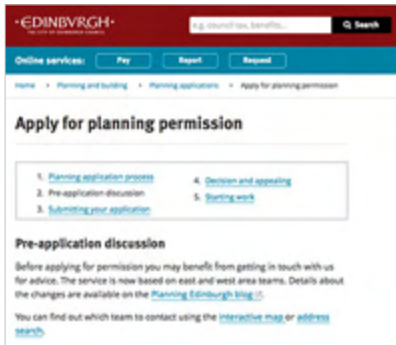 ·EDINBVRGH·
THE CITY OF EDINBURGH COUNCIL
e.g. council tax, benefits...
Search
Online services: Pay Report Request
Home > Planning and building > Planning applications > Apply for planning permission
Apply for planning permission
1. Planning application process
2. Pre-application discussion
3. Submitting your application
4. Decision and appealing
5. Starting work
Pre-application discussion
Before applying for permission you may benefit from getting in touch with us
for advice. The service is now based on east and west area teams. Details about
the changes are available on the Planning Edinburgh blog.
You can find out which team to contact using the interactive map or address
search.